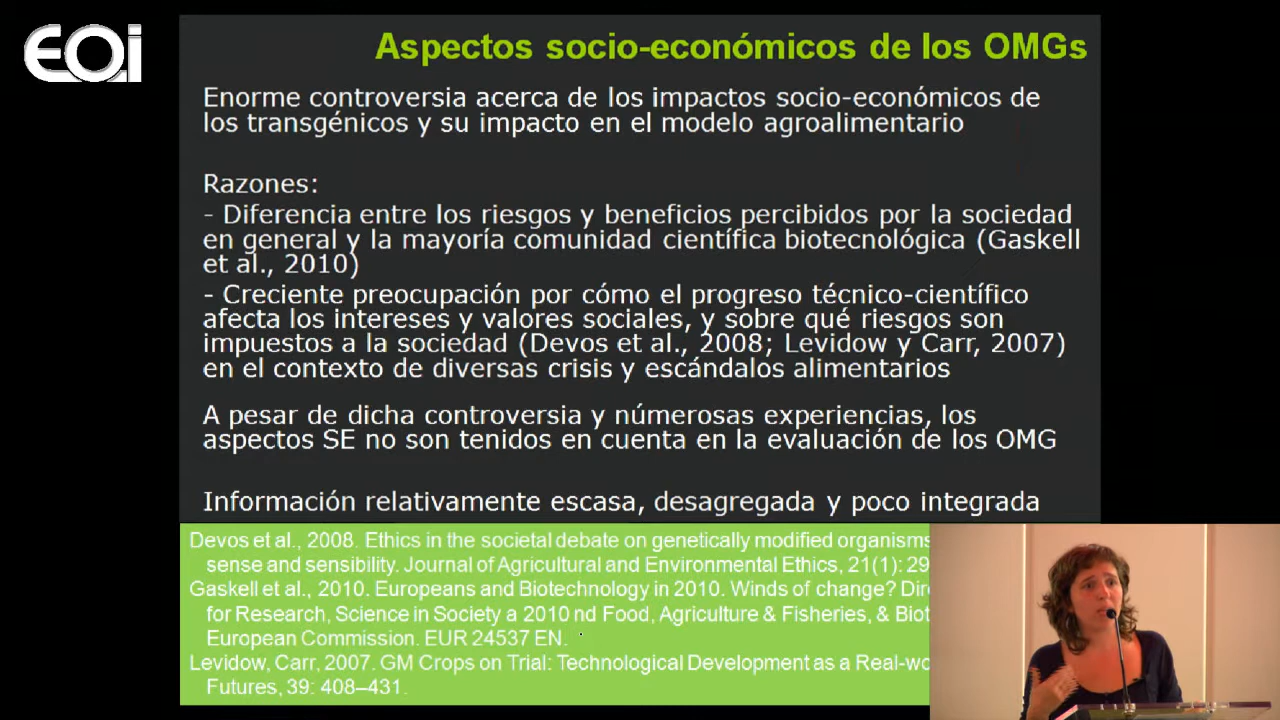 EOi
Aspectos socio-económicos de los OMGs
Enorme controversia acerca de los impactos socio-económicos de
los transgénicos y su impacto en el modelo agroalimentario
Razones:
- Diferencia entre los riesgos y beneficios percibidos por la sociedad
en general y la mayoría comunidad científica biotecnológica (Gaskell
et al., 2010)
- Creciente preocupación por cómo el progreso técnico-científico
afecta los intereses y valores sociales, y sobre qué riesgos son
impuestos a la sociedad (Devos et al., 2008; Levidow y Carr, 2007)
en el contexto de diversas crisis y escándalos alimentarios
A pesar de dicha controversia y númerosas experiencias, los
aspectos SE no son tenidos en cuenta en la evaluación de los OMG
Información relativamente escasa, desagregada y poco integrada
Devos et al., 2008. Ethics in the societal debate on genetically modified organisms
sense and sensibility. Journal of Agricultural and Environmental Ethics, 21(1): 29
Gaskell et al., 2010. Europeans and Biotechnology in 2010. Winds of change? Dir
for Research, Science in Society a 2010 nd Food, Agriculture & Fisheries, & Biot
European Commission. EUR 24537 EN.
Levidow, Carr, 2007. GM Crops on Trial: Technological Development as a Real-wo
Futures, 39: 408–431.